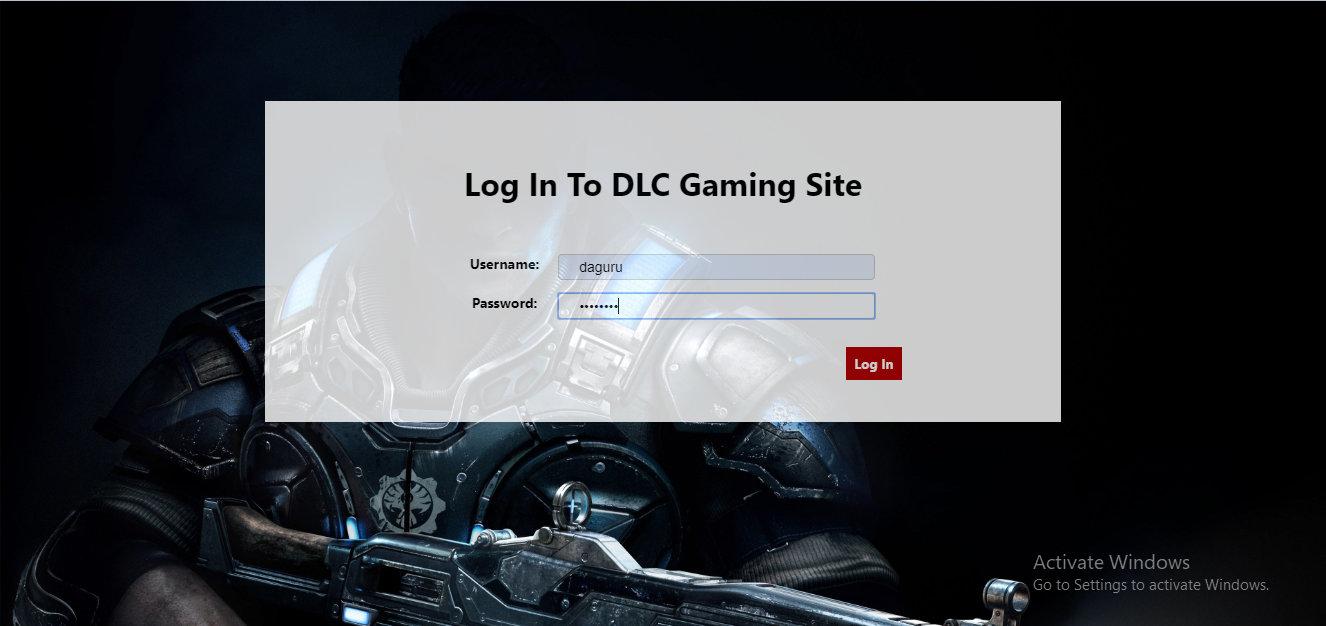 Log In To DLC Gaming Site
Username: daguru
Password: ••••••••
Log In
Activate Windows
Go to Settings to activate Windows.